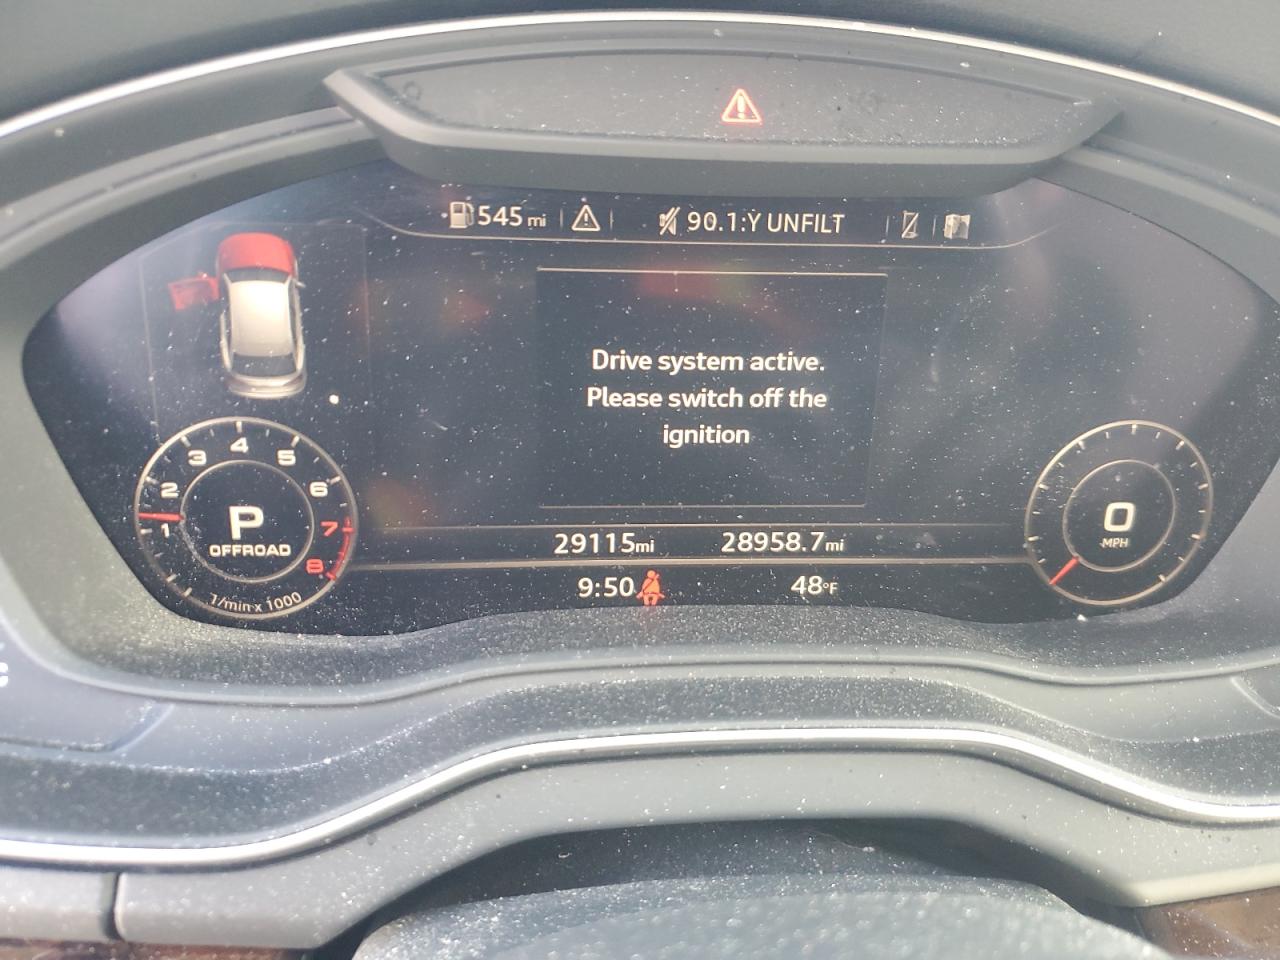 545 mi
90.1:Y UNFILT
Drive system active.
Please switch off the
ignition
1 2 3 4 5 6 7 8
P
OFFROAD
1/min x 1000
0
MPH
29115mi 28958.7mi
9:50 48°F